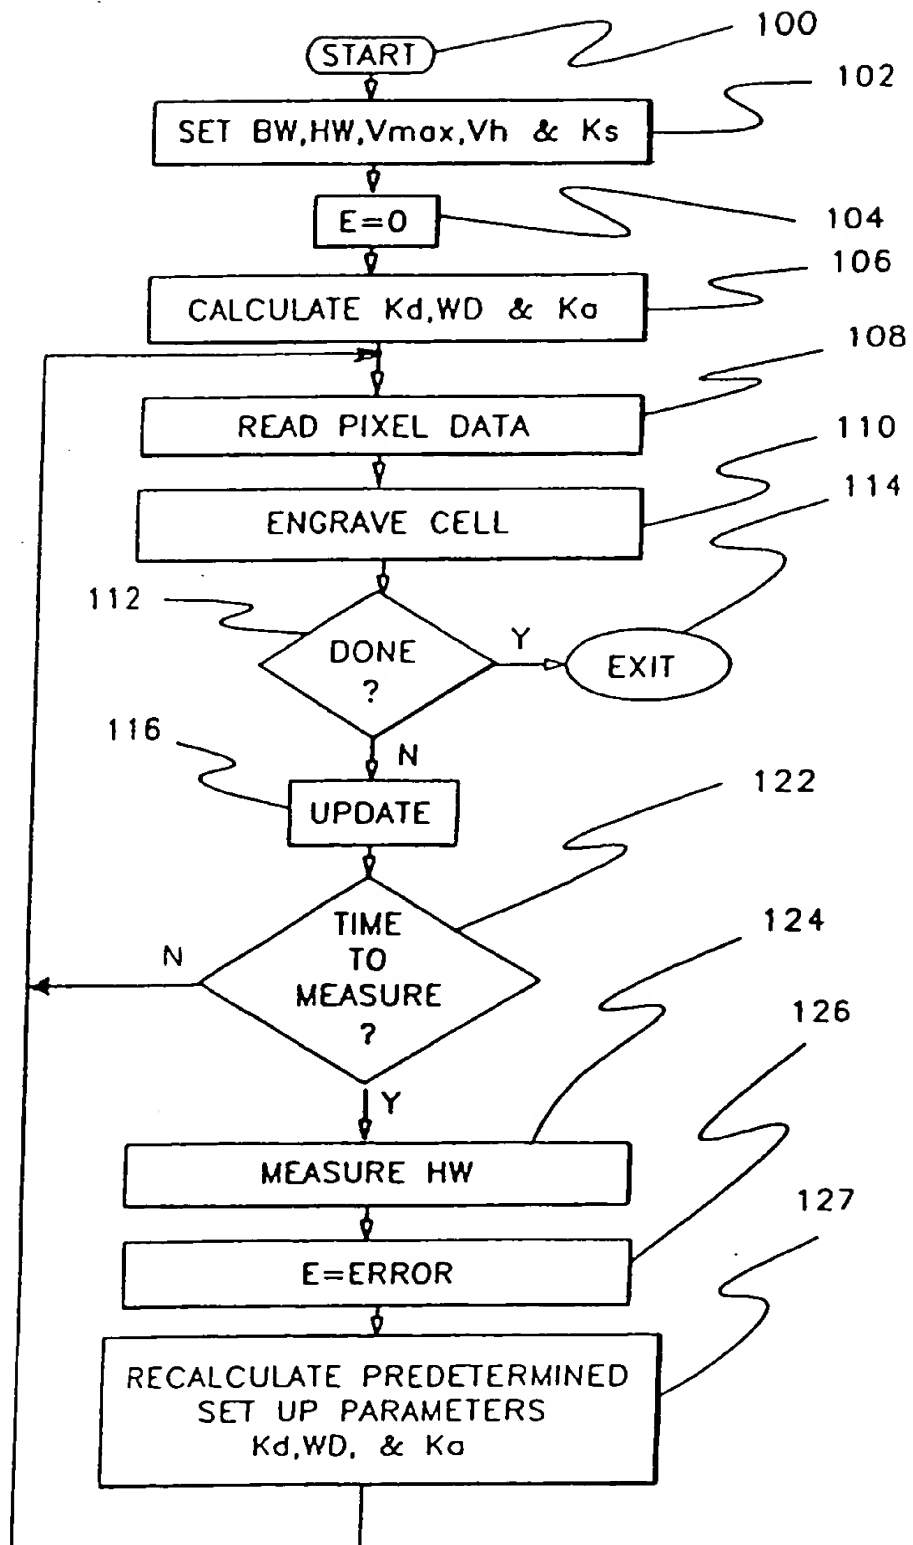 100
START
102
SET BW,HW,Vmax,Vh & Ks
104
E=0
106
CALCULATE Kd,WD & Ka
108
READ PIXEL DATA
110
ENGRAVE CELL
114
112
DONE
?
Y
EXIT
116
N
UPDATE
122
TIME
TO
MEASURE
?
N
124
126
Y
MEASURE HW
127
E=ERROR
RECALCULATE PREDETERMINED
SET UP PARAMETERS
Kd,WD, & Ka